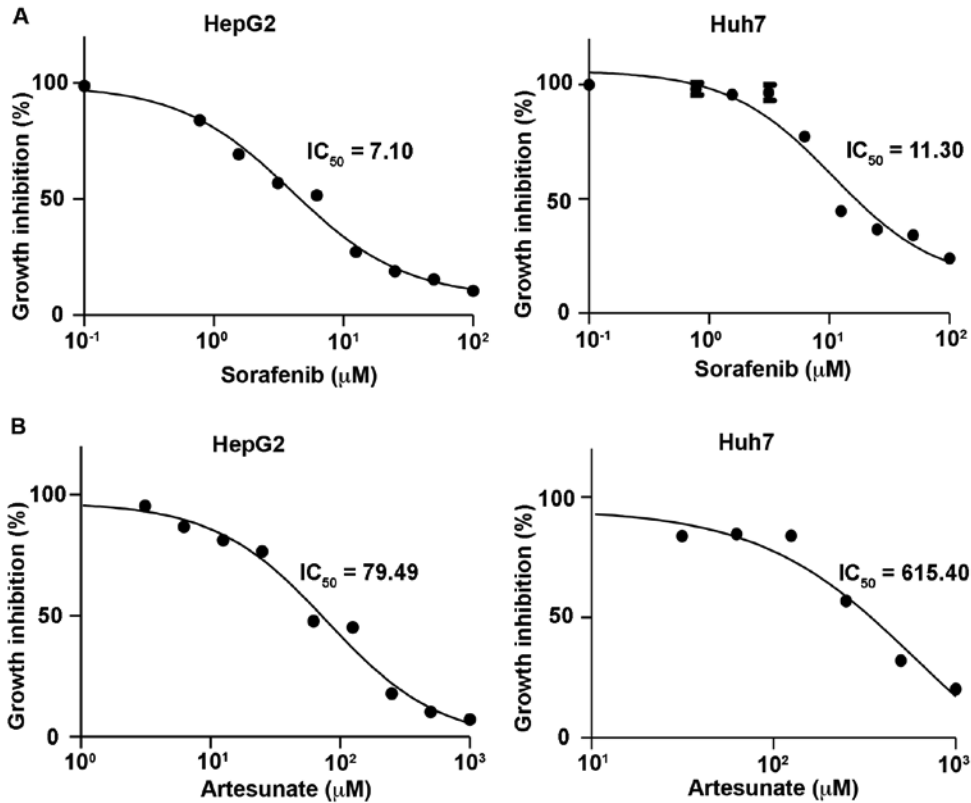 A
HepG2
Growth inhibition (%)
100
50
0
IC50 = 7.10
10-1
100
101
102
Sorafenib (μM)
Huh7
Growth inhibition (%)
100
50
0
IC50 = 11.30
10-1
100
101
102
Sorafenib (μM)
B
HepG2
Growth inhibition (%)
100
50
0
IC50 = 79.49
100
101
102
103
Artesunate (μM)
Huh7
Growth inhibition (%)
100
50
0
IC50 = 615.40
101
102
103
Artesunate (μM)